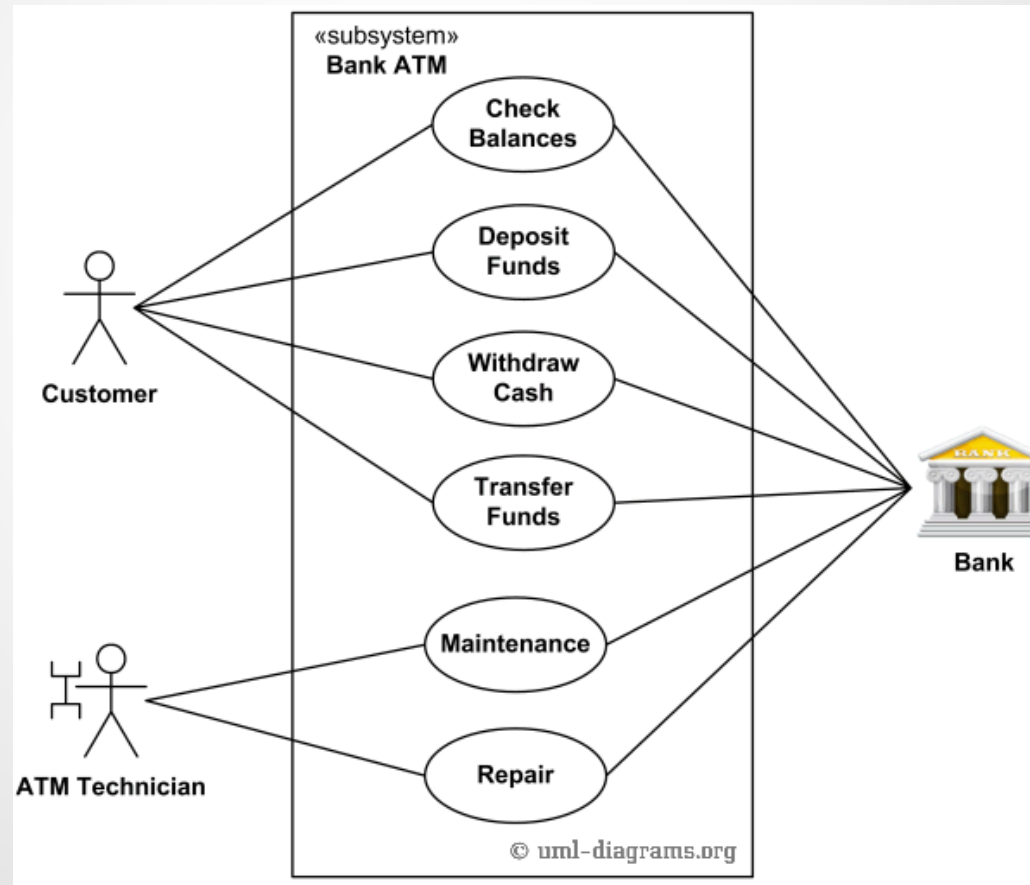 «subsystem»
Bank ATM
Check
Balances
Deposit
Funds
Withdraw
Cash
Customer
Transfer
Funds
BANK
Bank
Maintenance
ATM Technician
Repair
© uml-diagrams.org